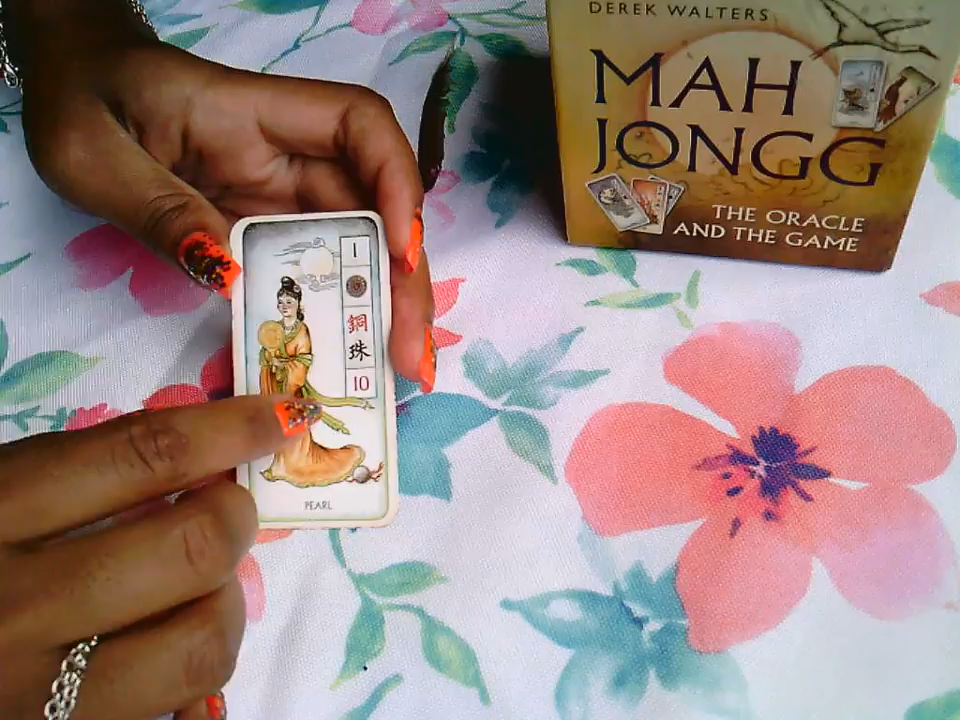 DEREK WALTERS
MAH
JONGG
THE ORACLE
AND THE GAME
1
銅
珠
10
PEARL